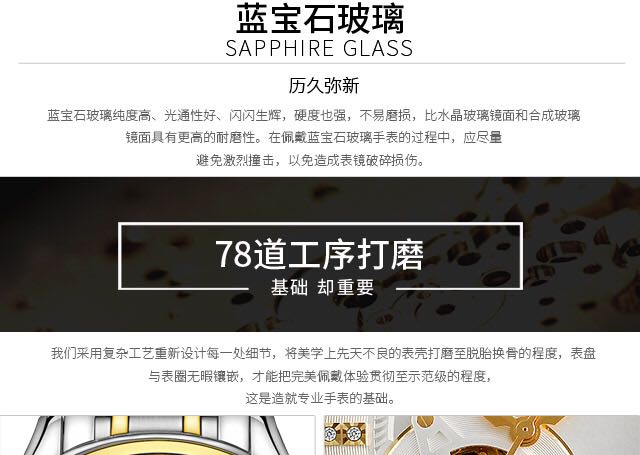 蓝宝石玻璃
SAPPHIRE GLASS
历久弥新
蓝宝石玻璃纯度高、光通性好、闪闪生辉，硬度也强，不易磨损，比水晶玻璃镜面和合成玻璃
镜面具有更高的耐磨性。在佩戴蓝宝石玻璃手表的过程中，应尽量
避免激烈撞击，以免造成表镜破碎损伤。
78道工序打磨
基础 却重要
我们采用复杂工艺重新设计每一处细节，将美学上先天不良的表壳打磨至脱胎换骨的程度，表盘
与表圈无暇镶嵌，才能把完美佩戴体验贯彻至示范级的程度，
这是造就专业手表的基础。